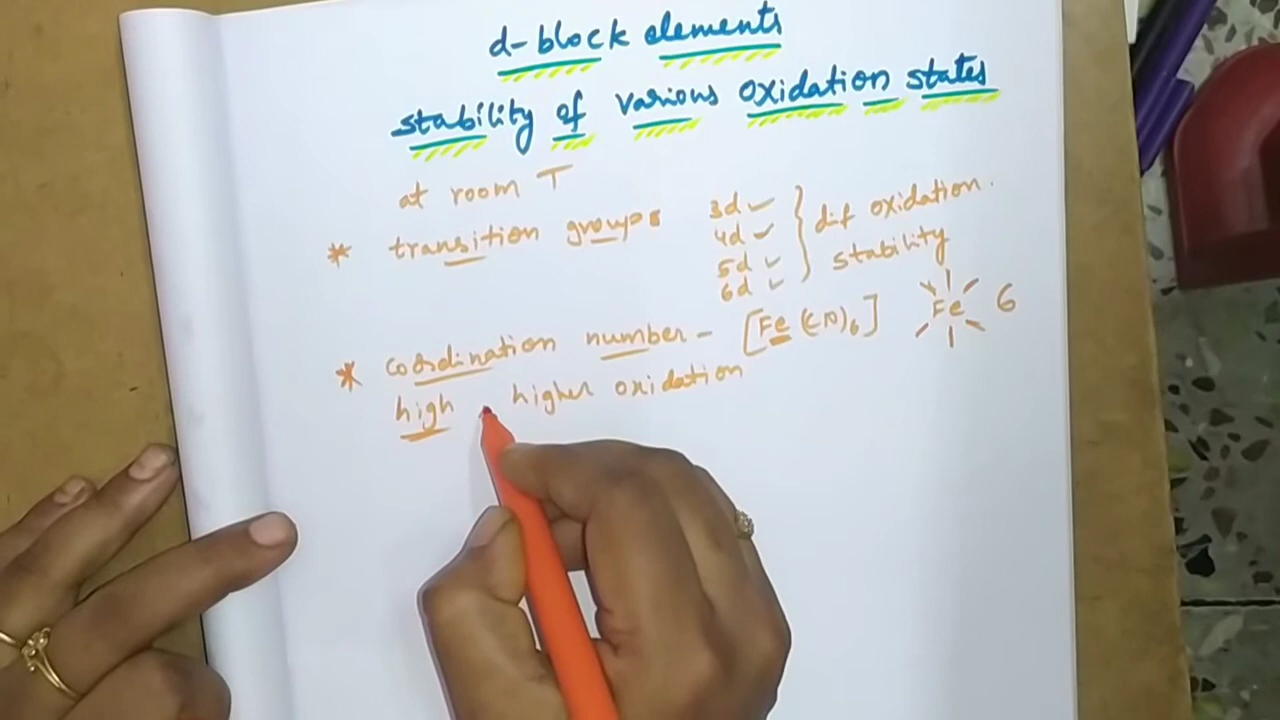 d-block elements
stability of various oxidation states
at room T
* transition groups 3d ✓ 4d ✓ 5d ✓ 6d ✓ } dif oxidation. stability
* coordination number - [Fe (CN)6] Fe 6
high higher oxidation